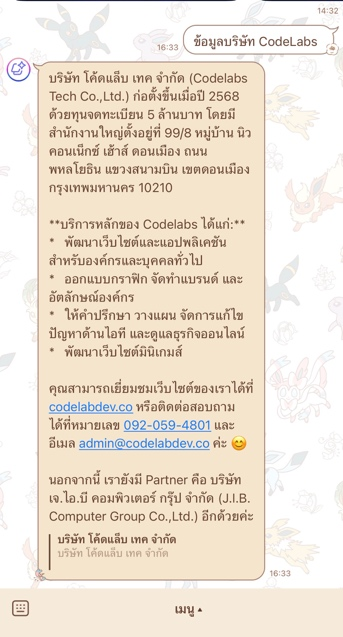 14:32
16:33
ข้อมูลบริษัท CodeLabs
บริษัท โค้ดแล็บ เทค จำกัด (Codelabs
Tech Co.,Ltd.) ก่อตั้งขึ้นเมื่อปี 2568
ด้วยทุนจดทะเบียน 5 ล้านบาท โดยมี
สำนักงานใหญ่ตั้งอยู่ที่ 99/8 หมู่บ้าน นิว
คอนเน็กซ์ เฮ้าส์ ดอนเมือง ถนน
พหลโยธิน แขวงสนามบิน เขตดอนเมือง
กรุงเทพมหานคร 10210
**บริการหลักของ Codelabs ได้แก่:**
* พัฒนาเว็บไซต์และแอปพลิเคชัน
สำหรับองค์กรและบุคคลทั่วไป
* ออกแบบกราฟิก จัดทำแบรนด์ และ
อัตลักษณ์องค์กร
* ให้คำปรึกษา วางแผน จัดการแก้ไข
ปัญหาด้านไอที และดูแลธุรกิจออนไลน์
* พัฒนาเว็บไซต์มินิเกมส์
คุณสามารถเยี่ยมชมเว็บไซต์ของเราได้ที่
codelabdev.co หรือติดต่อสอบถาม
ได้ที่หมายเลข 092-059-4801 และ
อีเมล admin@codelabdev.co ค่ะ 😊
นอกจากนี้ เรายังมี Partner คือ บริษัท
เจ.ไอ.บี คอมพิวเตอร์ กรุ๊ป จำกัด (J.I.B.
Computer Group Co.,Ltd.) อีกด้วยค่ะ
บริษัท โค้ดแล็บ เทค จำกัด
บริษัท โค้ดแล็บ เทค จำกัด
16:33
เมนู